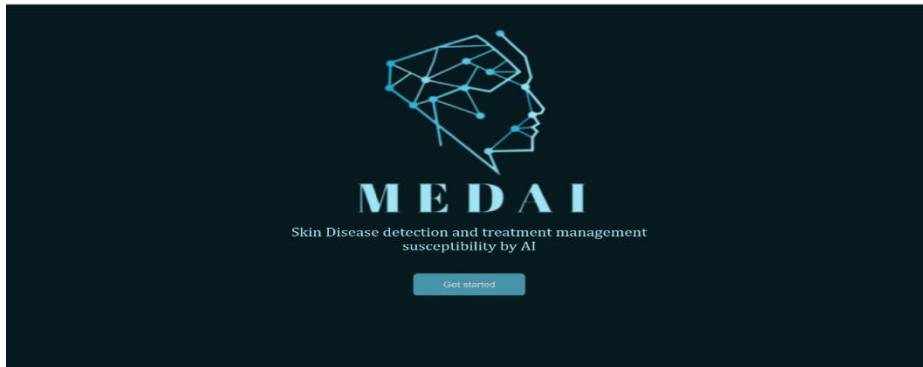 MEDAI
Skin Disease detection and treatment management
susceptibility by AI
Get started